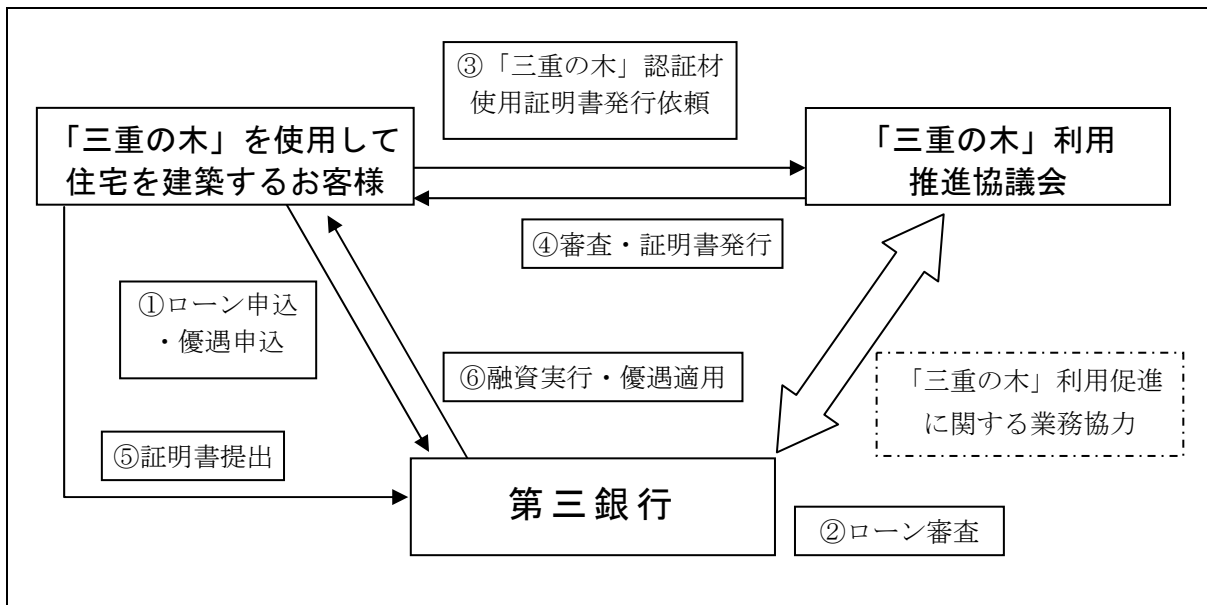 ③「三重の木」認証材
使用証明書発行依頼
「三重の木」を使用して
住宅を建築するお客様
「三重の木」利用
推進協議会
④審査・証明書発行
①ローン申込
・優遇申込
⑥融資実行・優遇適用
「三重の木」利用促進
に関する業務協力
⑤証明書提出
第三銀行
②ローン審査